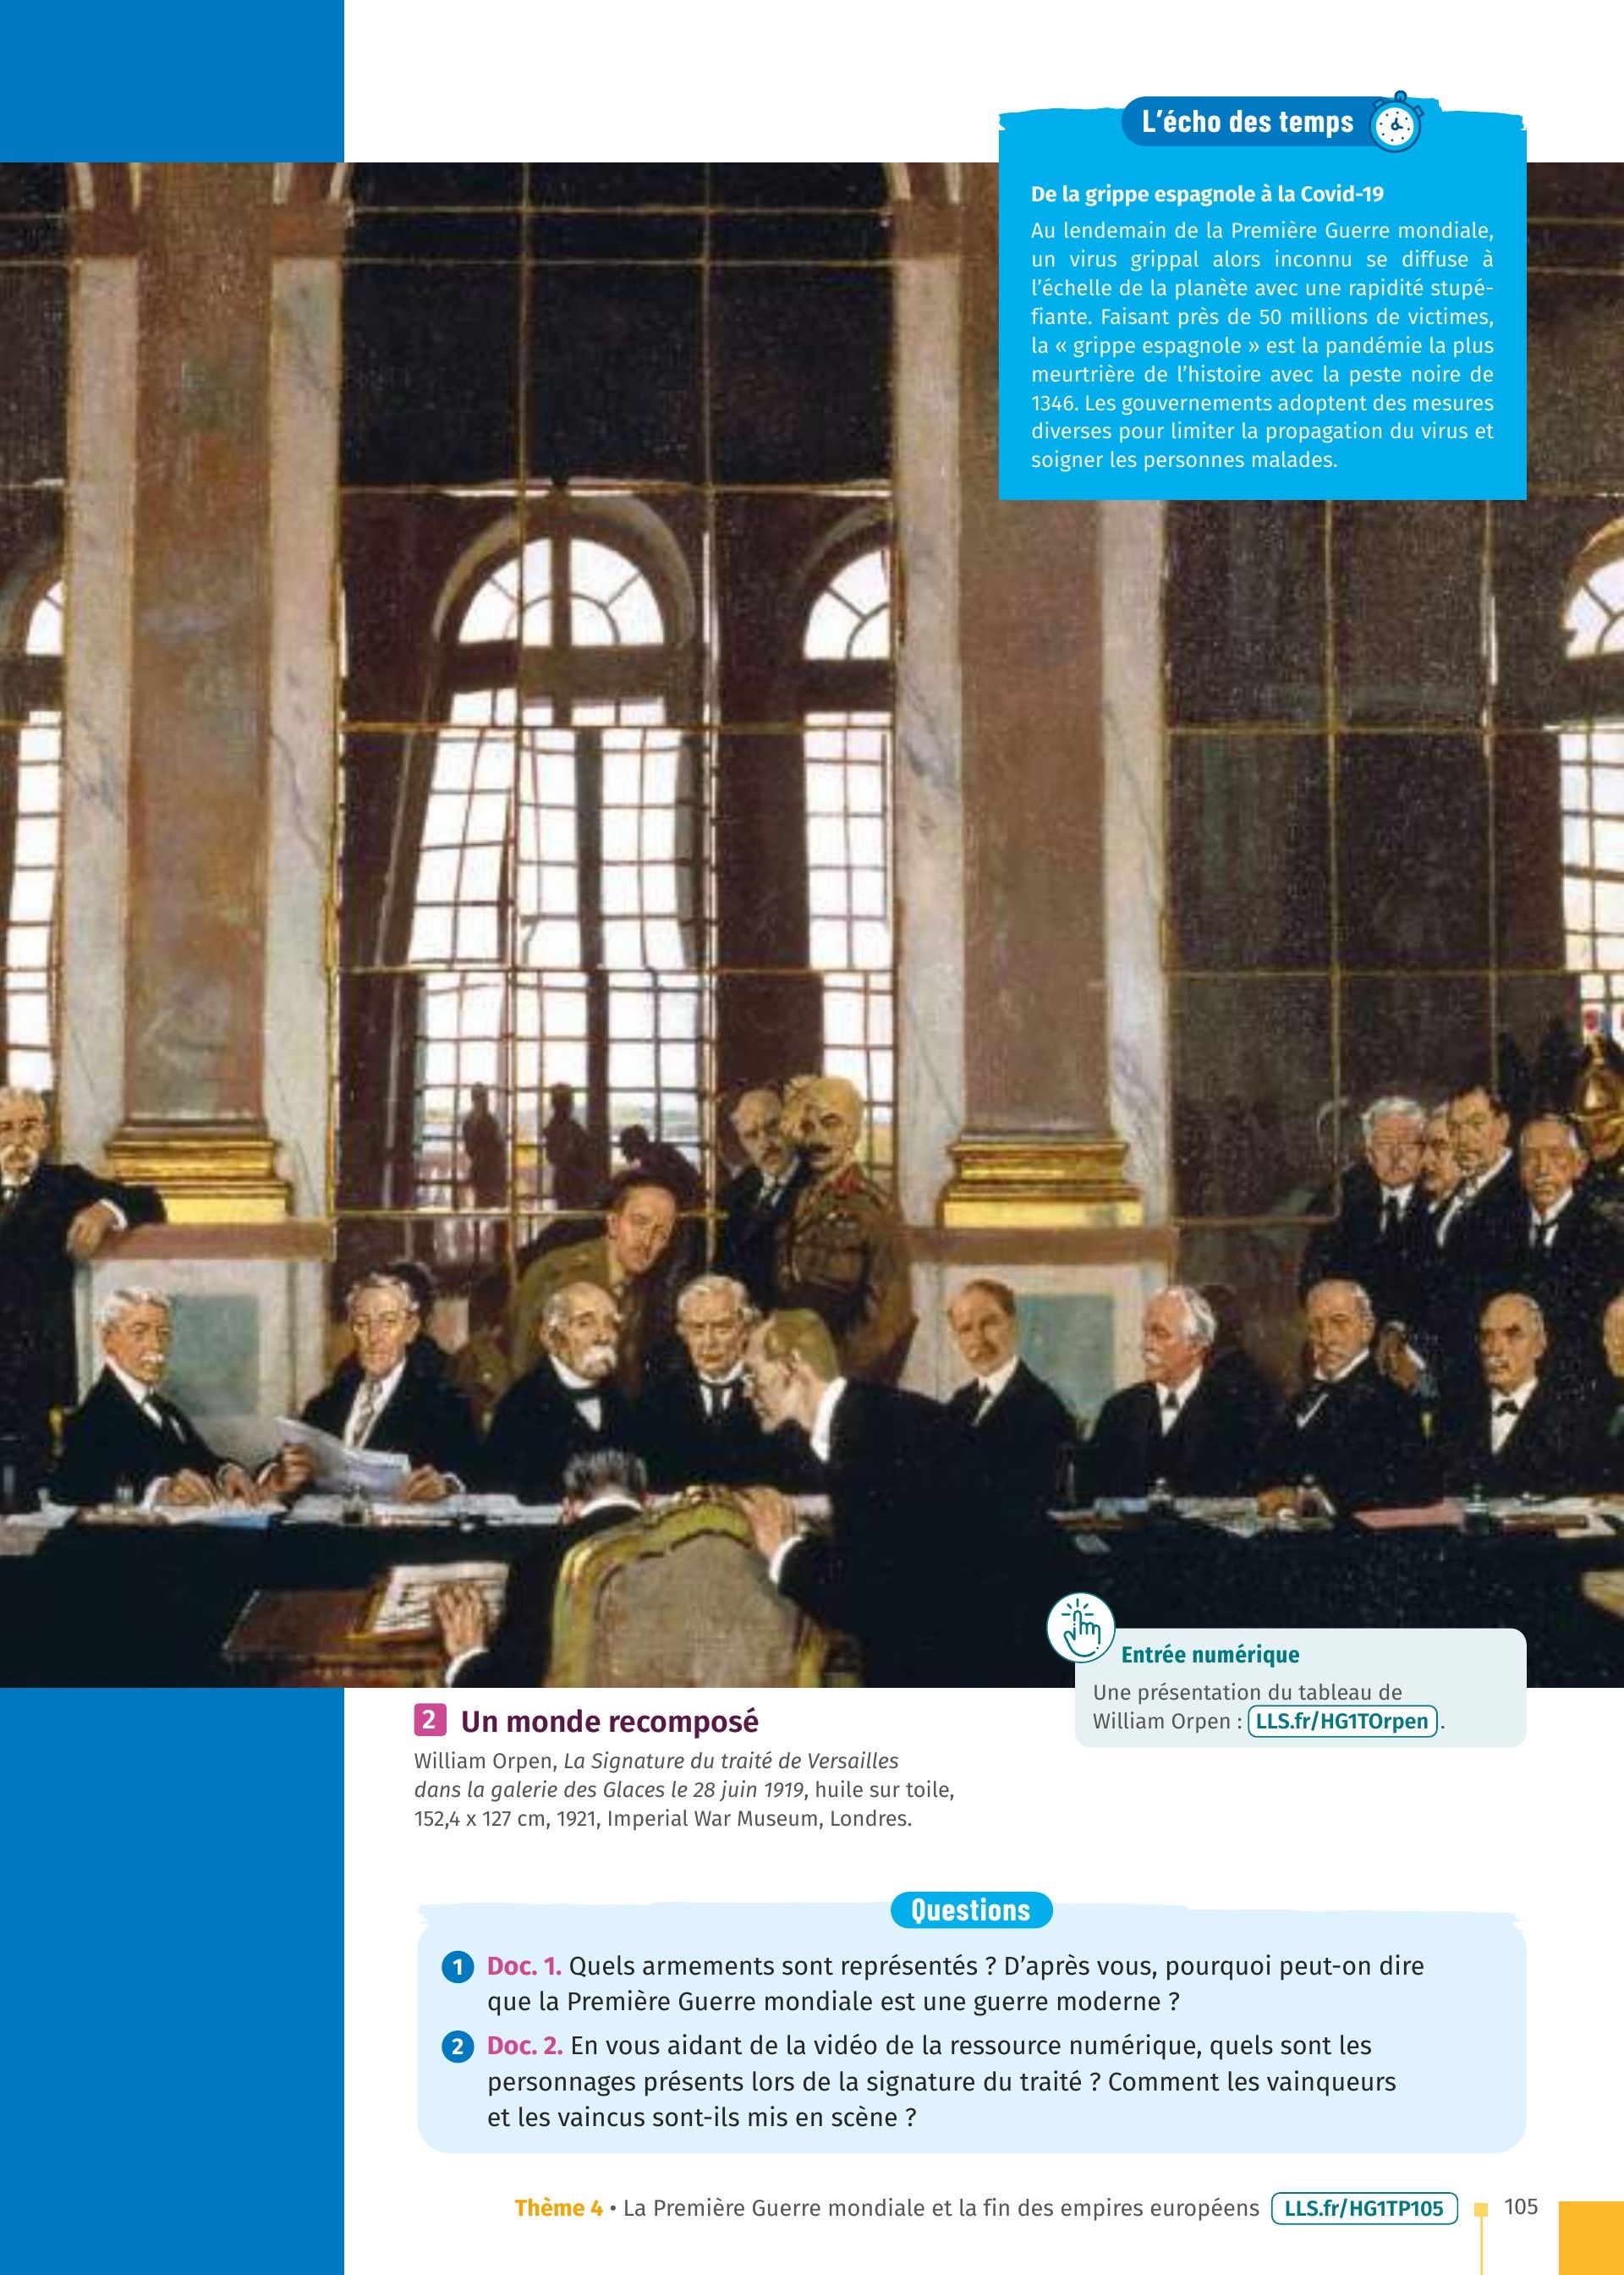 L'écho des temps
De la grippe espagnole à la Covid-19
Au lendemain de la Première Guerre mondiale,
un virus grippal alors inconnu se diffuse à
l'échelle de la planète avec une rapidité stupé-
fiante. Faisant près de 50 millions de victimes,
la « grippe espagnole » est la pandémie la plus
meurtrière de l'histoire avec la peste noire de
1346. Les gouvernements adoptent des mesures
diverses pour limiter la propagation du virus et
soigner les personnes malades.
Entrée numérique
Une présentation du tableau de
William Orpen : LLS.fr/HG1TOrpen .
2 Un monde recomposé
William Orpen, La Signature du traité de Versailles
dans la galerie des Glaces le 28 juin 1919, huile sur toile,
152,4 x 127 cm, 1921, Imperial War Museum, Londres.
Questions
1 Doc. 1. Quels armements sont représentés ? D'après vous, pourquoi peut-on dire
que la Première Guerre mondiale est une guerre moderne ?
2 Doc. 2. En vous aidant de la vidéo de la ressource numérique, quels sont les
personnages présents lors de la signature du traité ? Comment les vainqueurs
et les vaincus sont-ils mis en scène ?
Thème 4 • La Première Guerre mondiale et la fin des empires européens LLS.fr/HG1TP105 105